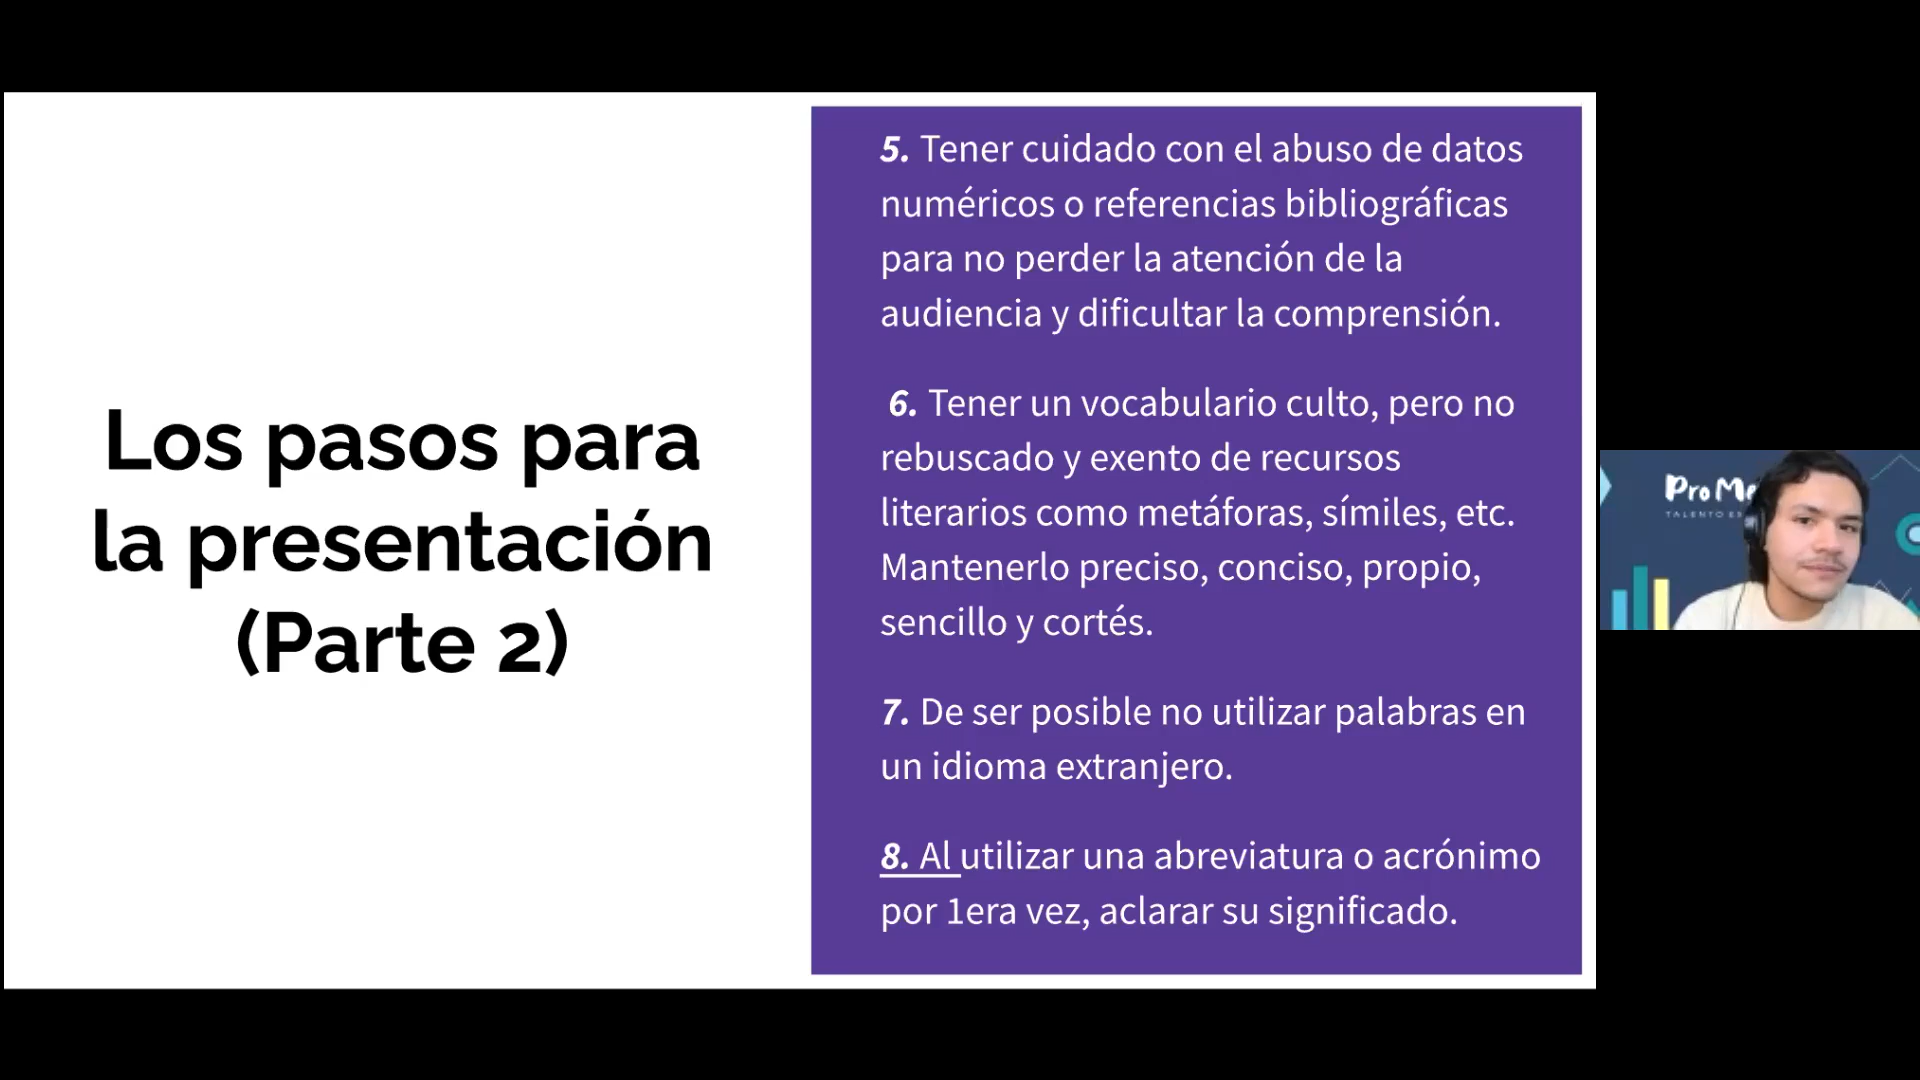 Los pasos para
la presentación
(Parte 2)
5. Tener cuidado con el abuso de datos
numéricos o referencias bibliográficas
para no perder la atención de la
audiencia y dificultar la comprensión.
6. Tener un vocabulario culto, pero no
rebuscado y exento de recursos
literarios como metáforas, símiles, etc.
Mantenerlo preciso, conciso, propio,
sencillo y cortés.
7. De ser posible no utilizar palabras en
un idioma extranjero.
8. Al utilizar una abreviatura o acrónimo
por 1era vez, aclarar su significado.
Pro Me
TALENTO ES